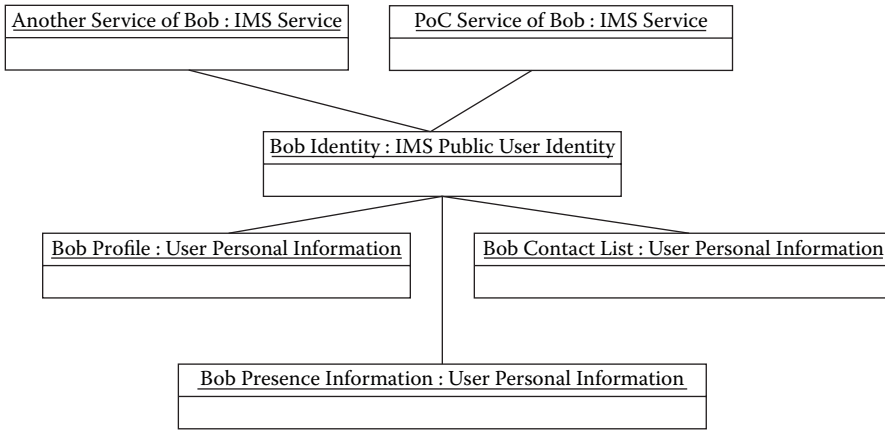 Another Service of Bob : IMS Service
PoC Service of Bob : IMS Service
Bob Identity : IMS Public User Identity
Bob Profile : User Personal Information
Bob Contact List : User Personal Information
Bob Presence Information : User Personal Information